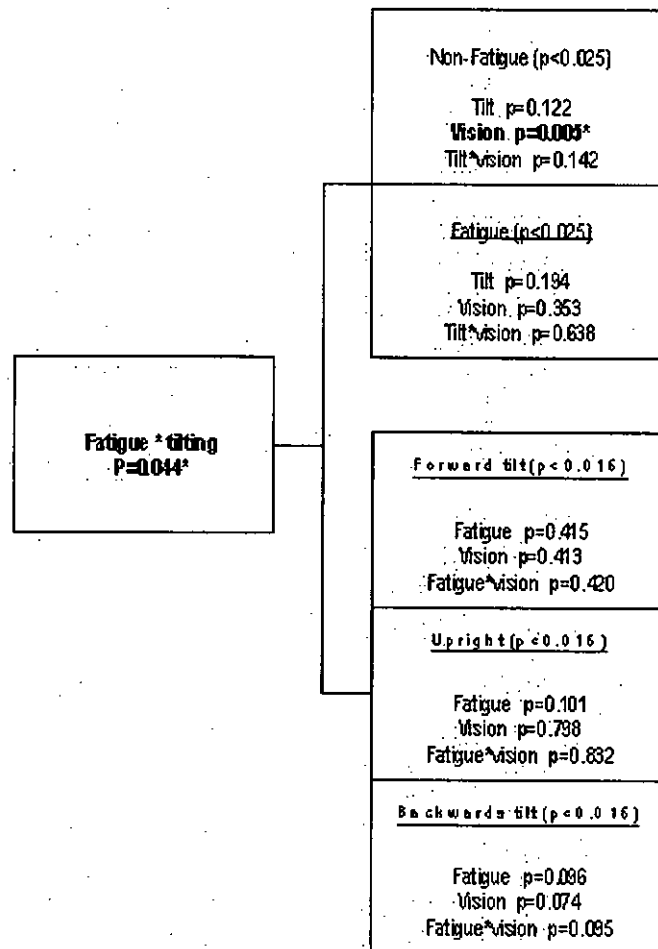 Non-Fatigue (p<0.025)
Tilt p=0.122
Vision p=0.005*
Tilt*vision p=0.142
Fatigue (p<0.025)
Tilt p=0.194
Vision p=0.353
Tilt*vision p=0.638
Fatigue * tilting
P=0.044*
Forward tilt(p<0.016)
Fatigue p=0.415
Vision p=0.413
Fatigue*vision p=0.420
Upright(p<0.016)
Fatigue p=0.101
Vision p=0.798
Fatigue*vision p=0.832
Backwards tilt(p<0.016)
Fatigue p=0.096
Vision p=0.074
Fatigue*vision p=0.095